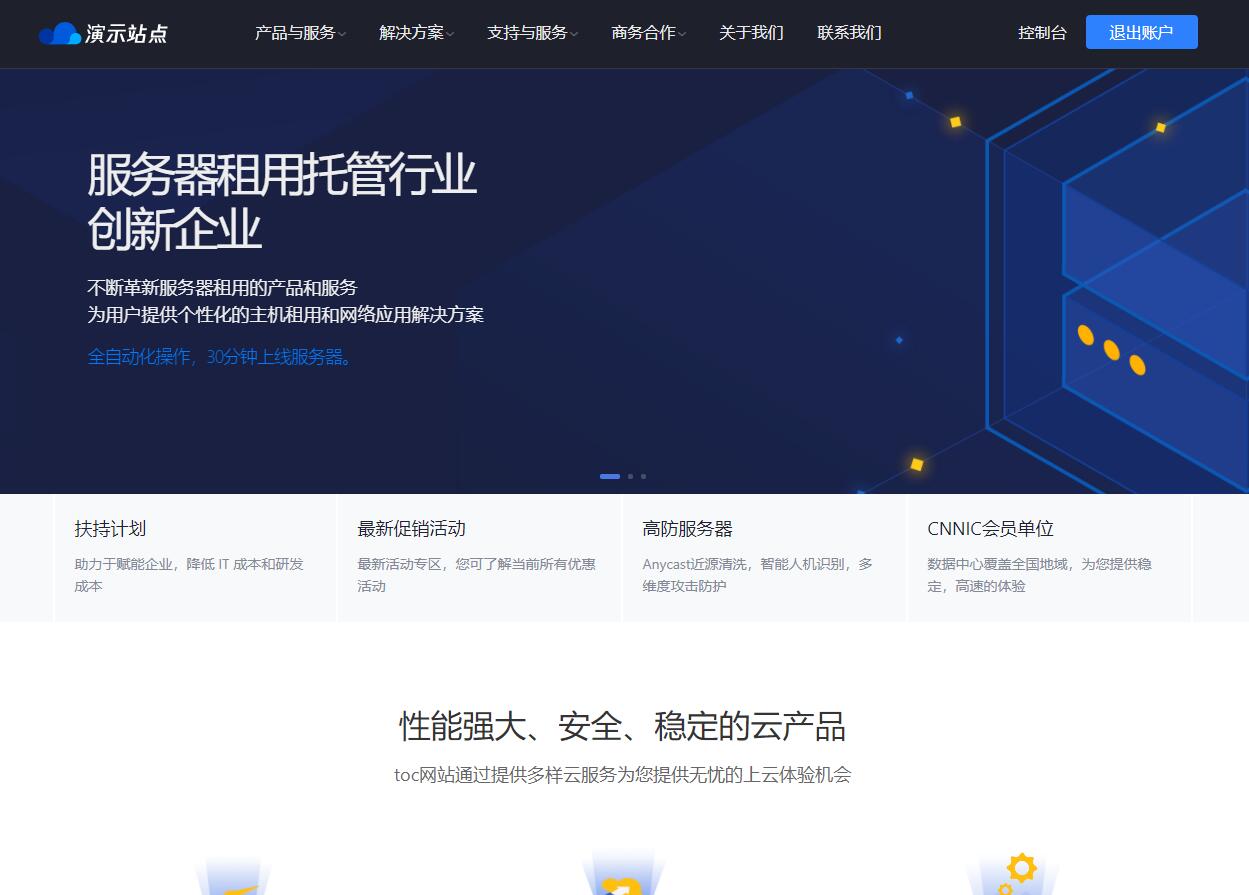 演示站点 产品与服务 解决方案 支持与服务 商务合作 关于我们 联系我们 控制台 退出账户
服务器租用托管行业
创新企业
不断革新服务器租用的产品和服务
为用户提供个性化的主机租用和网络应用解决方案
全自动化操作，30分钟上线服务器。
扶持计划
助力于赋能企业，降低 IT 成本和研发
成本
最新促销活动
最新活动专区，您可了解当前所有优惠
活动
高防服务器
Anycast近源清洗，智能人机识别，多
维度攻击防护
CNNIC会员单位
数据中心覆盖全国地域，为您提供稳
定，高速的体验
性能强大、安全、稳定的云产品
toc网站通过提供多样云服务为您提供无忧的上云体验机会